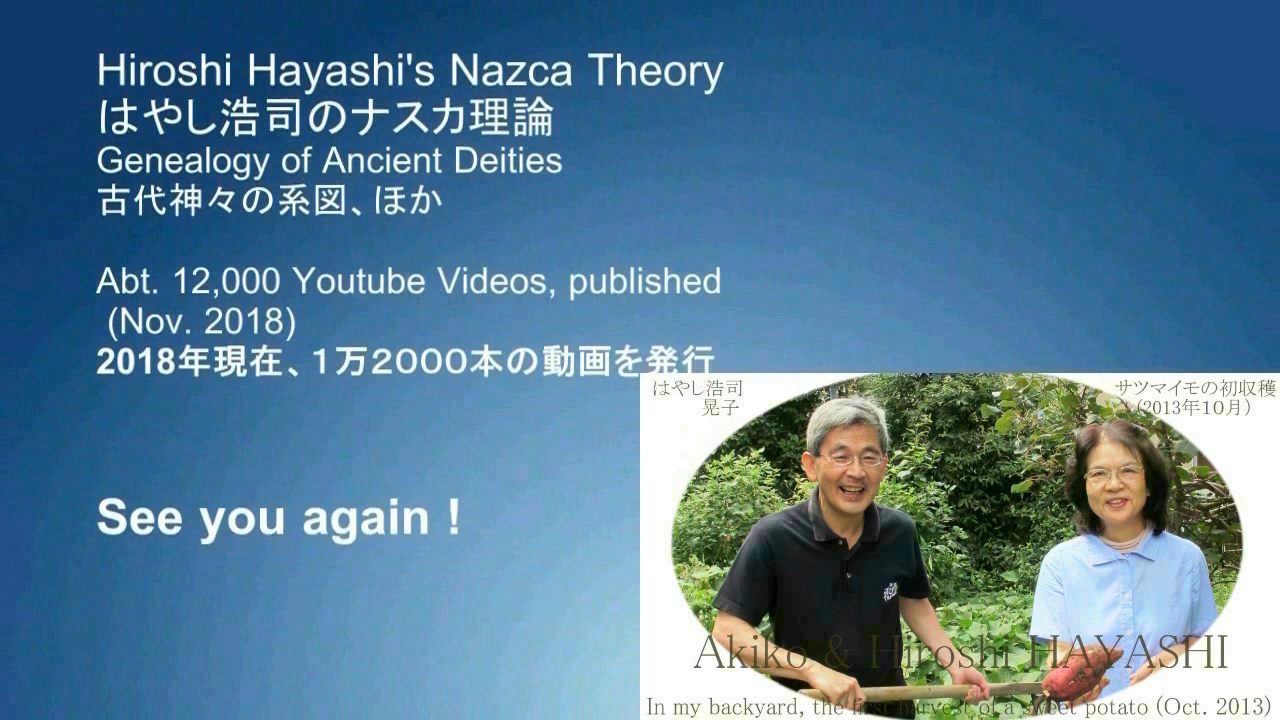 Hiroshi Hayashi's Nazca Theory
はやし浩司のナスカ理論
Genealogy of Ancient Deities
古代神々の系図、ほか
Abt. 12,000 Youtube Videos, published
(Nov. 2018)
2018年現在、１万２０００本の動画を発行
See you again !
はやし浩司
晃子
サツマイモの初収穫
(2013年１０月)
Akiko & Hiroshi HAYASHI
In my backyard, the first harvest of a sweet potato (Oct. 2013)